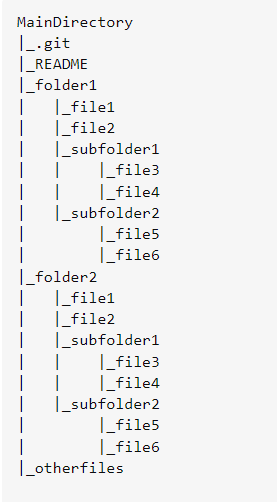 MainDirectory
|_.git
|_README
|_folder1
|   |_file1
|   |_file2
|   |_subfolder1
|   |    |_file3
|   |    |_file4
|   |_subfolder2
|        |_file5
|        |_file6
|_folder2
|   |_file1
|   |_file2
|   |_subfolder1
|   |    |_file3
|   |    |_file4
|   |_subfolder2
|        |_file5
|        |_file6
|_otherfiles